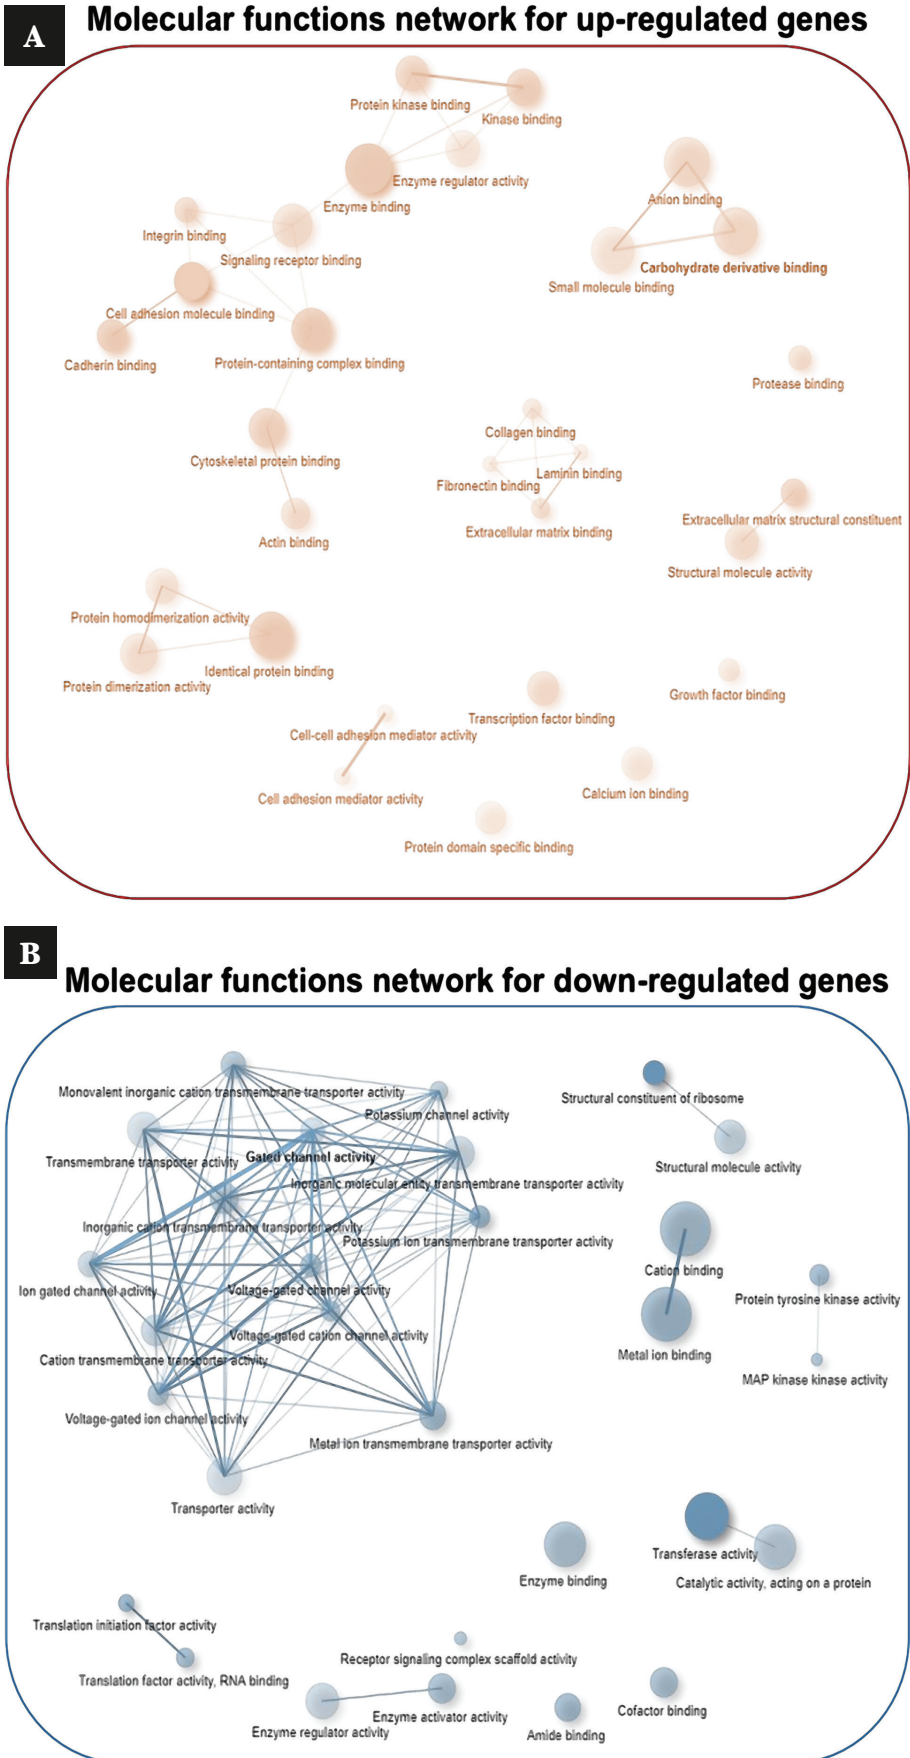 A
Molecular functions network for up-regulated genes
Protein kinase binding
Kinase binding
Enzyme regulator activity
Anion binding
Enzyme binding
Integrin binding
Signaling receptor binding
Carbohydrate derivative binding
Small molecule binding
Cell adhesion molecule binding
Cadherin binding
Protein-containing complex binding
Protease binding
Collagen binding
Cytoskeletal protein binding
Laminin binding
Fibronectin binding
Extracellular matrix structural constituent
Extracellular matrix binding
Actin binding
Structural molecule activity
Protein homodimerization activity
Identical protein binding
Protein dimerization activity
Growth factor binding
Transcription factor binding
Cell-cell adhesion mediator activity
Calcium ion binding
Cell adhesion mediator activity
Protein domain specific binding
B
Molecular functions network for down-regulated genes
Monovalent inorganic cation transmembrane transporter activity
Structural constituent of ribosome
Potassium channel activity
Gated channel activity
Transmembrane transporter activity
Structural molecule activity
Inorganic molecular entity transmembrane transporter activity
Inorganic cation transmembrane transporter activity
Potassium ion transmembrane transporter activity
Cation binding
Ion gated channel activity
Voltage-gated channel activity
Protein tyrosine kinase activity
Voltage-gated cation channel activity
Metal ion binding
Cation transmembrane transporter activity
MAP kinase kinase activity
Voltage-gated ion channel activity
Metal ion transmembrane transporter activity
Transporter activity
Transferase activity
Enzyme binding
Catalytic activity, acting on a protein
Translation initiation factor activity
Receptor signaling complex scaffold activity
Translation factor activity, RNA binding
Cofactor binding
Enzyme activator activity
Enzyme regulator activity
Amide binding